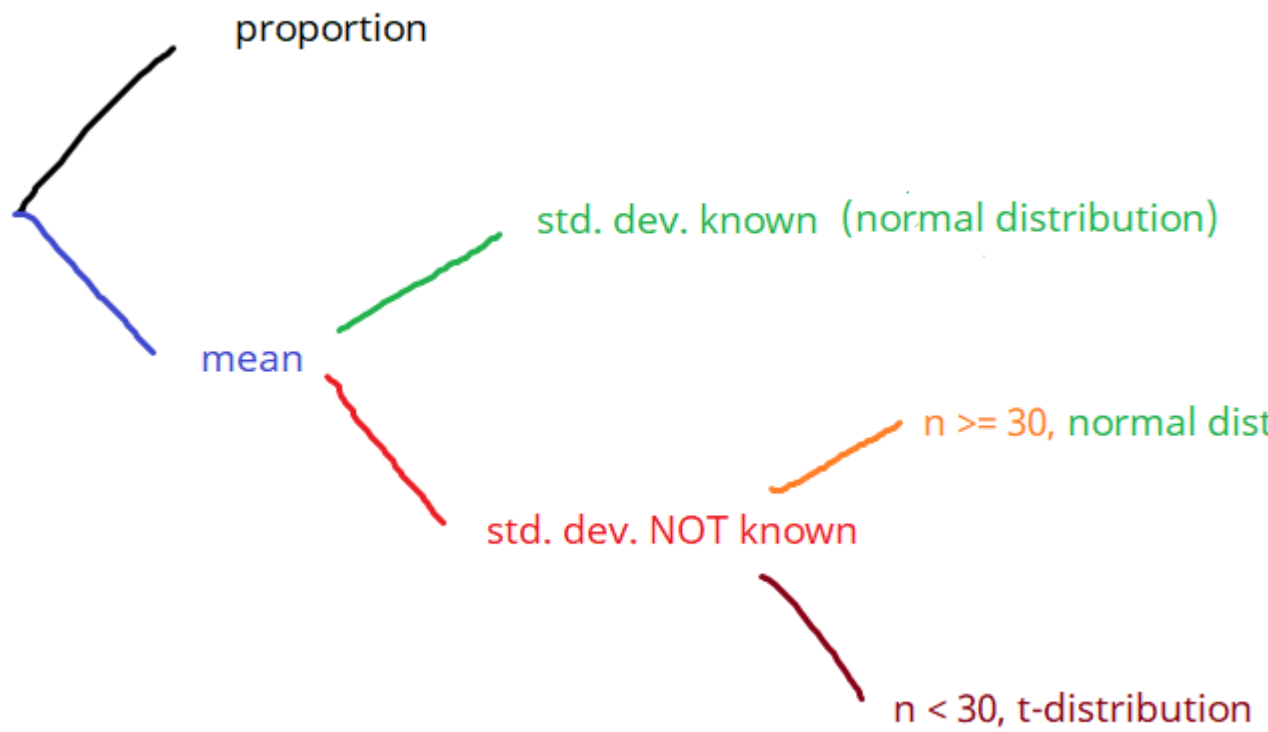 proportion
std. dev. known (normal distribution)
mean
n >= 30, normal dist
std. dev. NOT known
n < 30, t-distribution